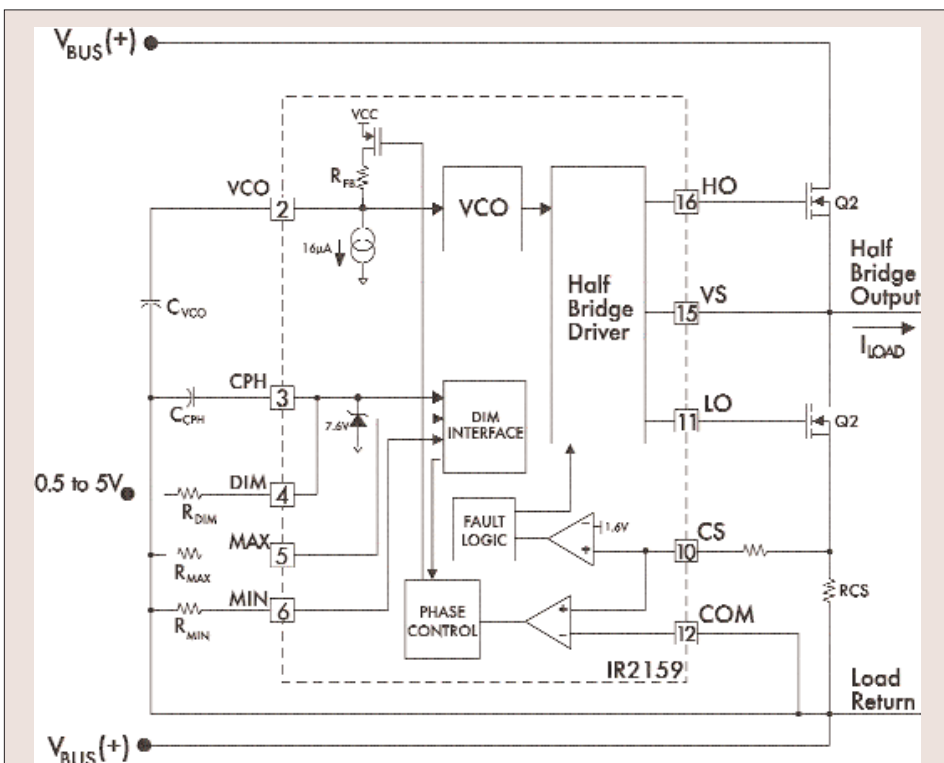 V_BUS(+)
VCC
R_FB
VCO
2
16µA
VCO
Half
Bridge
Driver
16
HO
Q2
Half
Bridge
Output
15
VS
I_LOAD
C_VCO
CPH
3
C_CPH
7.6V
DIM
INTERFACE
11
LO
Q2
0.5 to 5V
DIM
4
R_DIM
MAX
5
R_MAX
MIN
6
R_MIN
FAULT
LOGIC
-
+
1.6V
CS
10
RCS
PHASE
CONTROL
+
-
COM
12
IR2159
Load
Return
V_BUS(+)